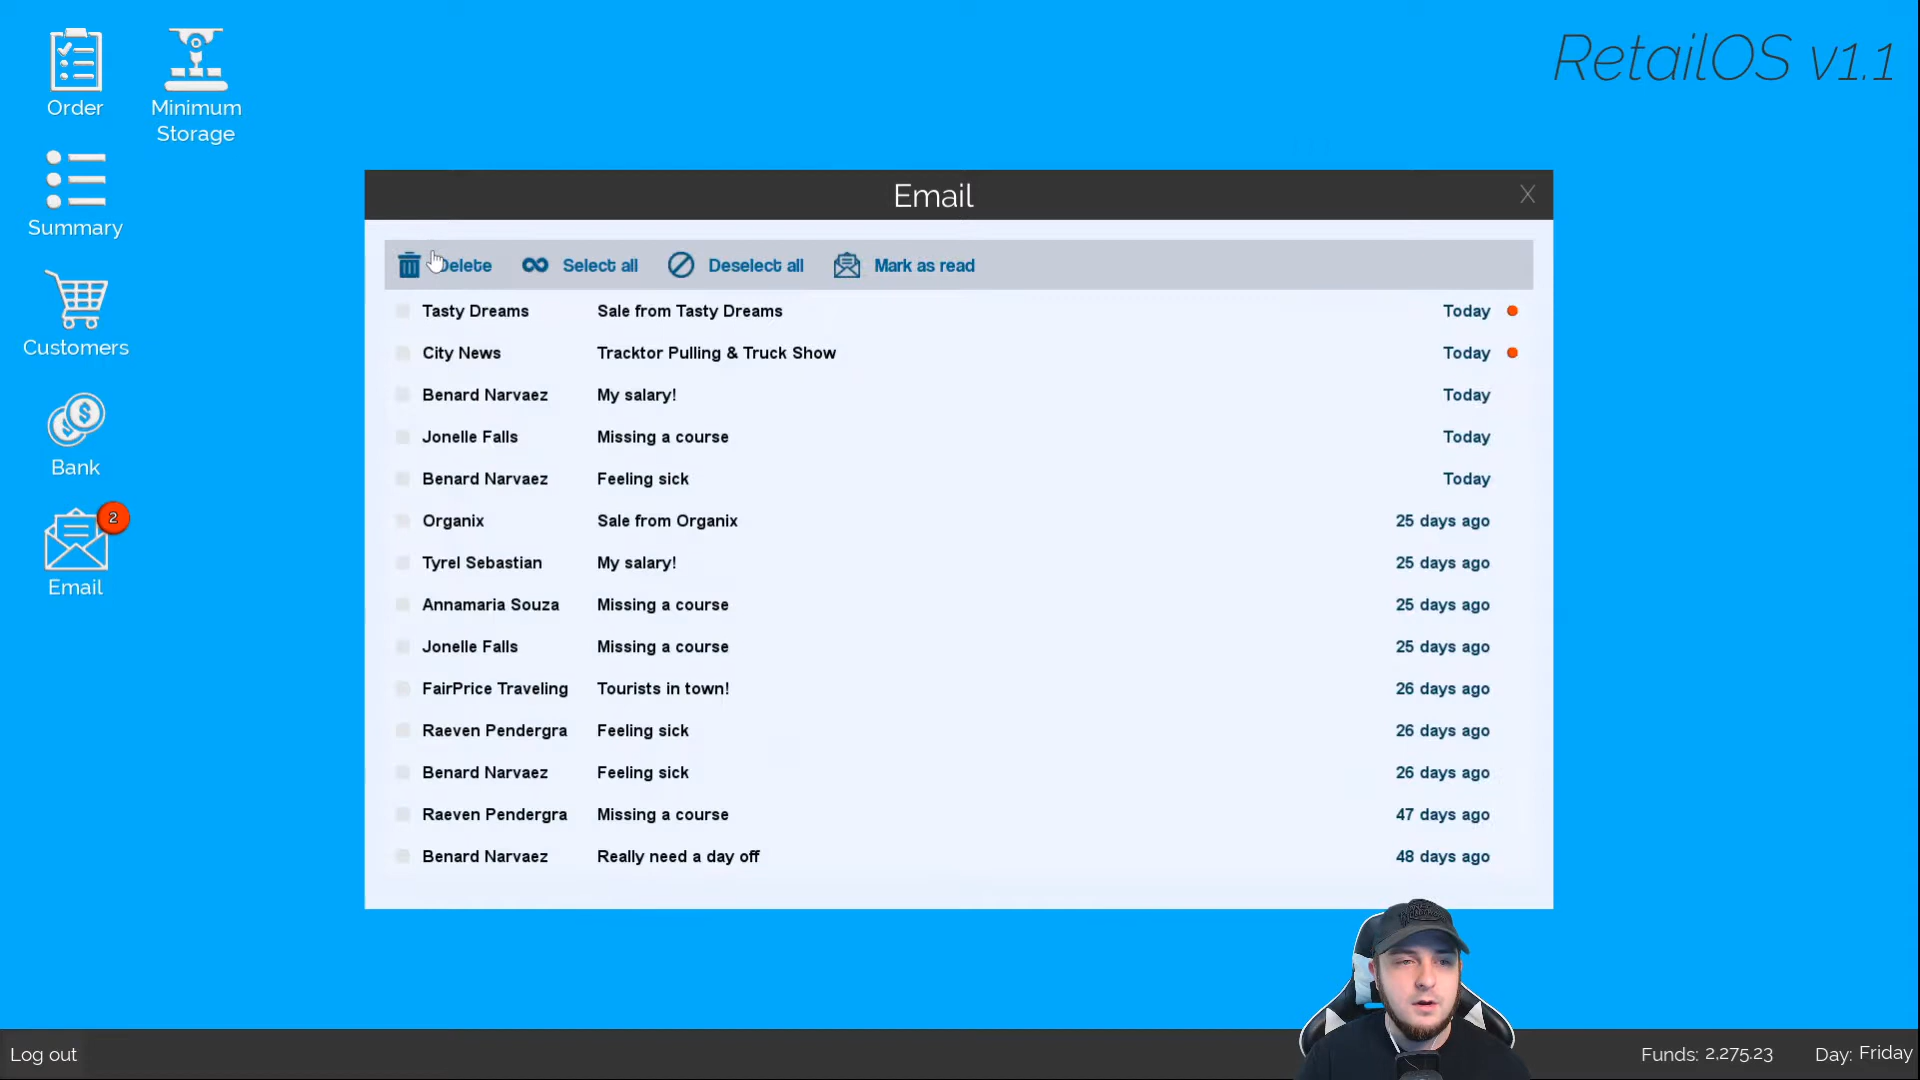 Order
Minimum
Storage
RetailOS v1.1
Summary
Customers
Bank
2
Email
Email X
Delete Select all Deselect all Mark as read
Tasty Dreams Sale from Tasty Dreams Today
City News Tracktor Pulling & Truck Show Today
Benard Narvaez My salary! Today
Jonelle Falls Missing a course Today
Benard Narvaez Feeling sick Today
Organix Sale from Organix 25 days ago
Tyrel Sebastian My salary! 25 days ago
Annamaria Souza Missing a course 25 days ago
Jonelle Falls Missing a course 25 days ago
FairPrice Traveling Tourists in town! 26 days ago
Raeven Pendergra Feeling sick 26 days ago
Benard Narvaez Feeling sick 26 days ago
Raeven Pendergra Missing a course 47 days ago
Benard Narvaez Really need a day off 48 days ago
Log out
Funds: 2,275.23 Day: Friday